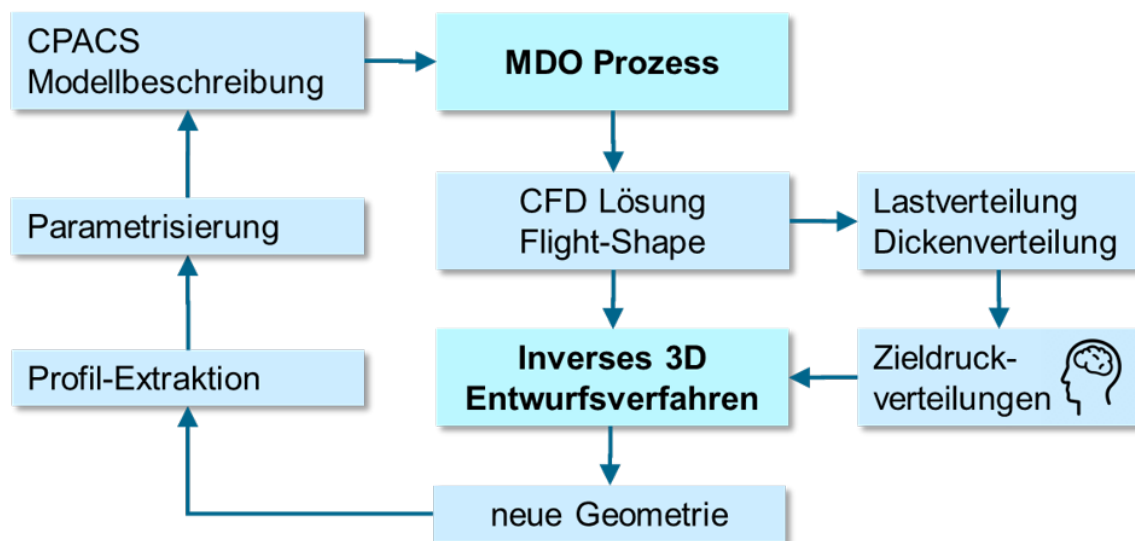 CPACS
Modellbeschreibung
MDO Prozess
Parametrisierung
CFD Lösung
Flight-Shape
Lastverteilung
Dickenverteilung
Profil-Extraktion
Inverses 3D
Entwurfsverfahren
Zieldruck-
verteilungen
neue Geometrie